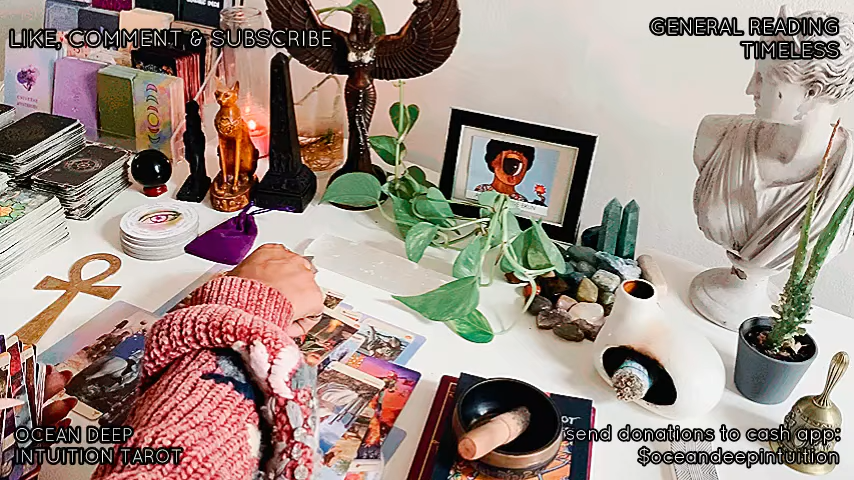 LIKE, COMMENT & SUBSCRIBE
GENERAL READING
TIMELESS
OCEAN DEEP
INTUITION TAROT
send donations to cash app:
$oceandeepintuition